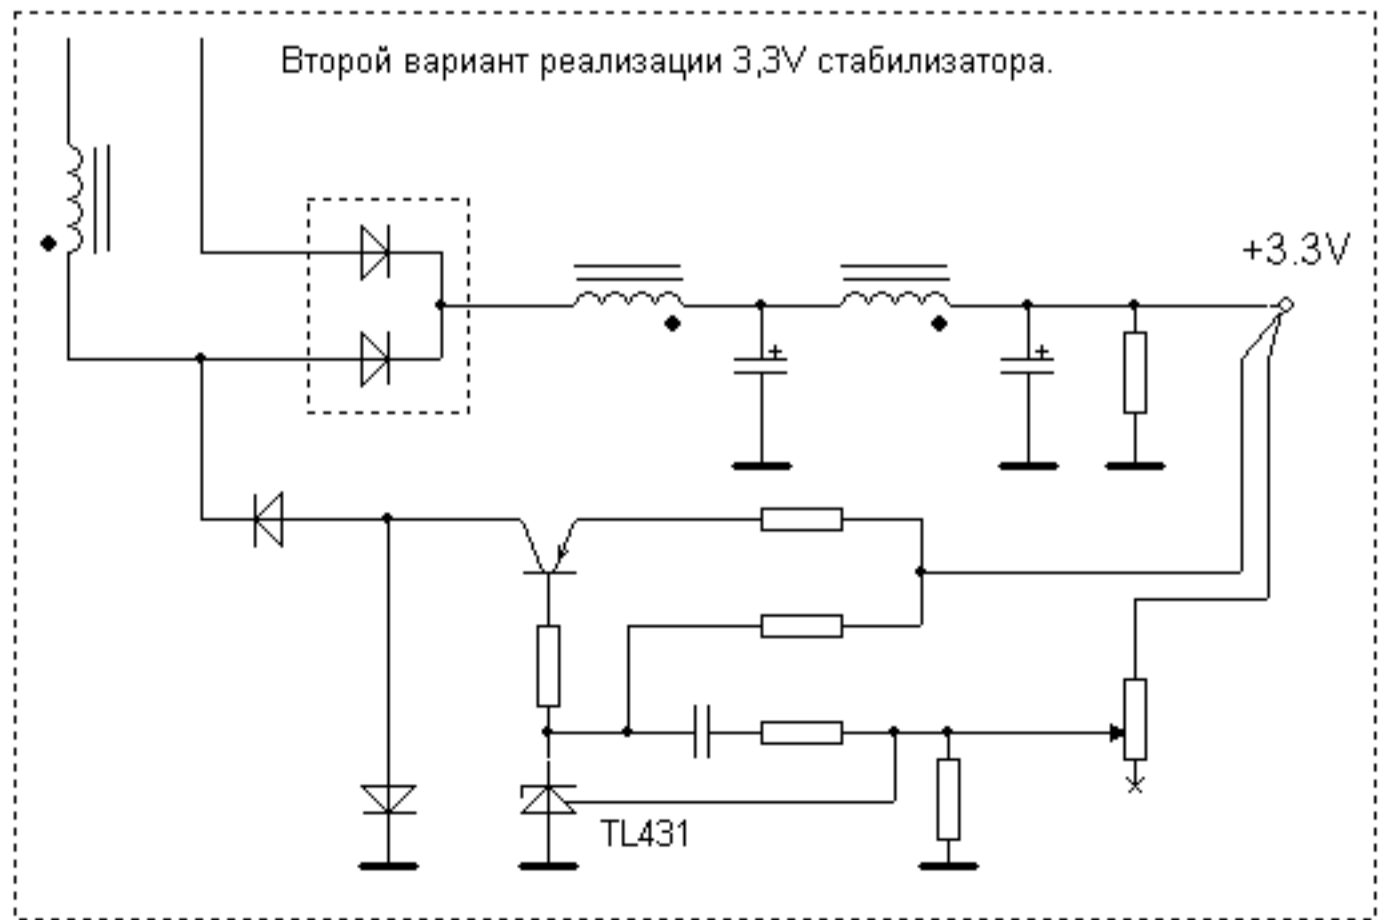 Второй вариант реализации 3,3V стабилизатора.
+3.3V
+
+
TL431